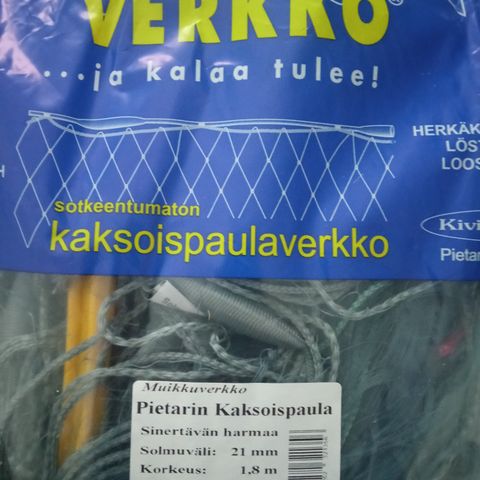 VERKKO®
...ja kalaa tulee!
HERKÄK
LÖST
LOOS
H
sotkeentumaton
kaksoispaulaverkko
Kivi
Pietar
Muikkuverkko
Pietarin Kaksoispaula
Sinertävän harmaa
Solmuväli: 21 mm
Korkeus: 1,8 m